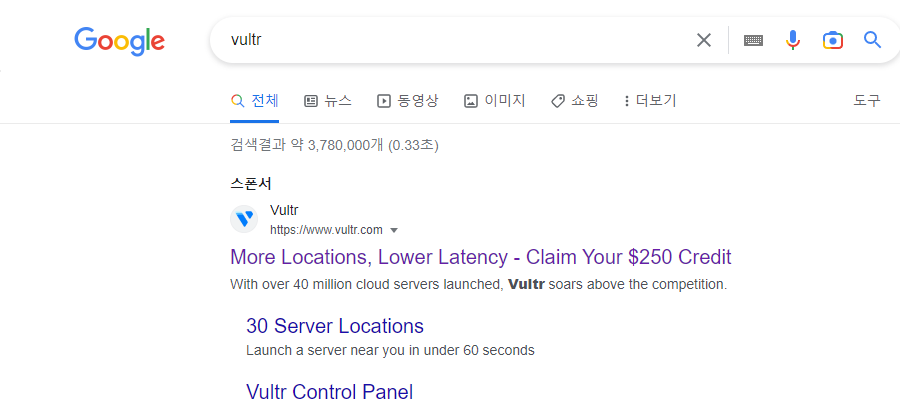 Google
vultr
전체 뉴스 동영상 이미지 쇼핑 더보기 도구
검색결과 약 3,780,000개 (0.33초)
스폰서
Vultr
https://www.vultr.com
More Locations, Lower Latency - Claim Your $250 Credit
With over 40 million cloud servers launched, Vultr soars above the competition.
30 Server Locations
Launch a server near you in under 60 seconds
Vultr Control Panel